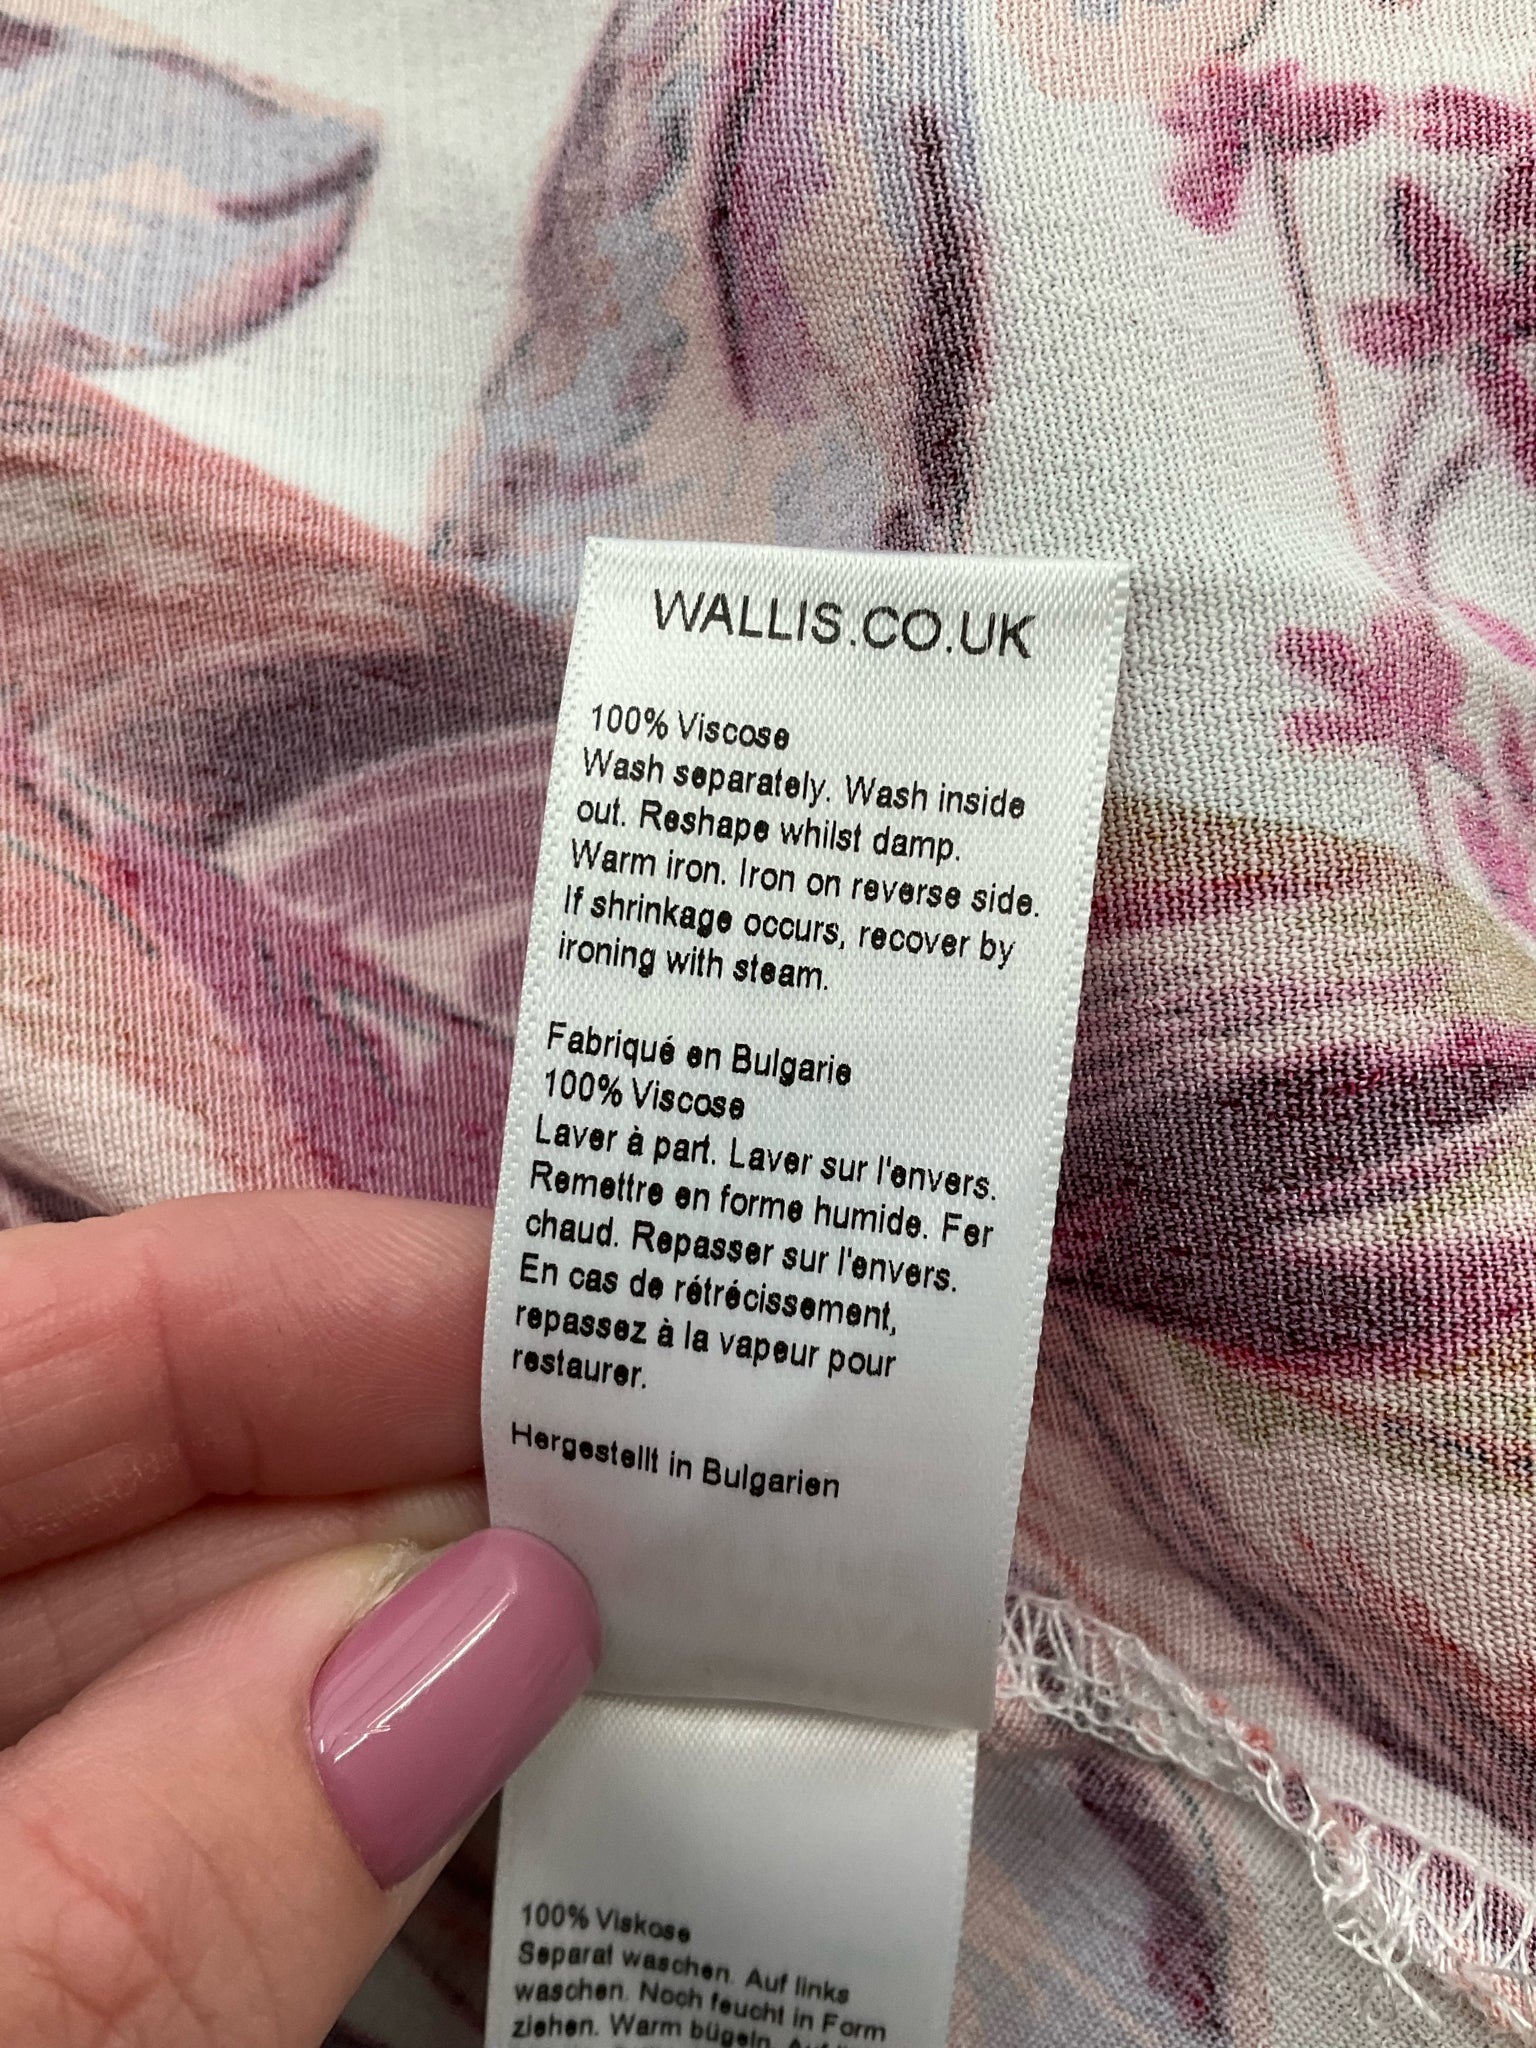 WALLIS.CO.UK
100% Viscose
Wash separately. Wash inside
out. Reshape whilst damp.
Warm iron. Iron on reverse side.
If shrinkage occurs, recover by
ironing with steam.
Fabriqué en Bulgarie
100% Viscose
Laver à part. Laver sur l'envers.
Remettre en forme humide. Fer
chaud. Repasser sur l'envers.
En cas de rétrécissement,
repassez à la vapeur pour
restaurer.
Hergestellt in Bulgarien
100% Viskose
Separat waschen. Auf links
waschen. Noch feucht in Form
ziehen. Warm bügeln.